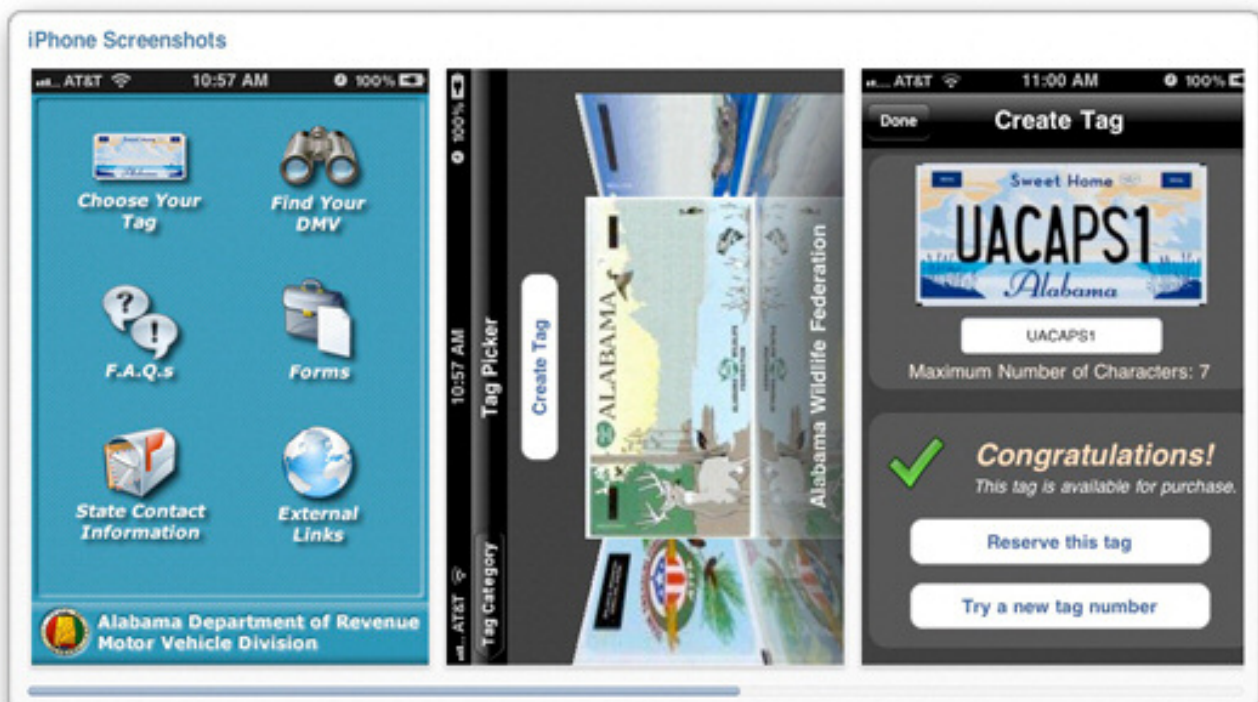 iPhone Screenshots
AT&T 10:57 AM 100%
Choose Your
Tag
Find Your
DMV
F.A.Q.s
Forms
State Contact
Information
External
Links
Alabama Department of Revenue
Motor Vehicle Division
AT&T 10:57 AM 100%
Tag Category Tag Picker
Create Tag
ALABAMA
ALABAMA WILDLIFE
FEDERATION
Alabama Wildlife Federation
AT&T 11:00 AM 100%
Done Create Tag
Sweet Home
UACAPS1
Alabama
UACAPS1
Maximum Number of Characters: 7
Congratulations!
This tag is available for purchase.
Reserve this tag
Try a new tag number